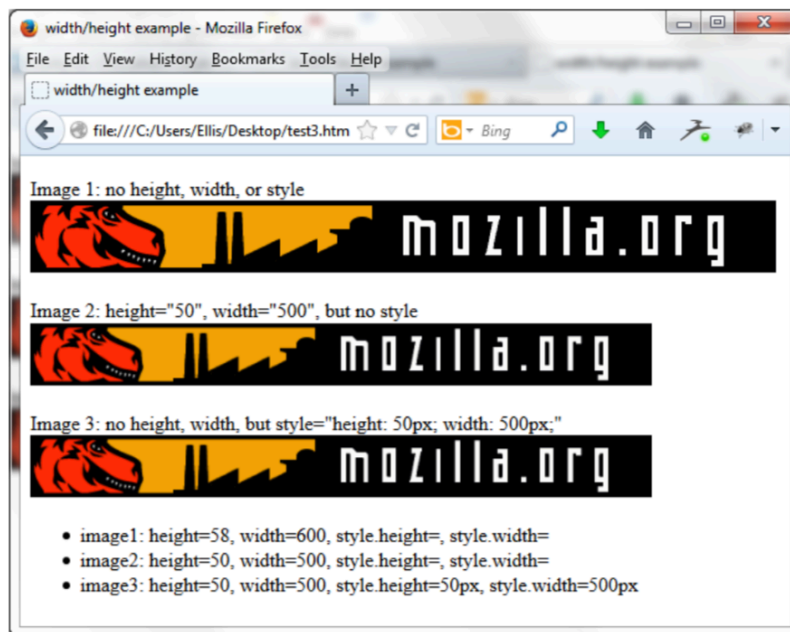 width/height example - Mozilla Firefox
File Edit View History Bookmarks Tools Help
width/height example
file:///C:/Users/Ellis/Desktop/test3.htm Bing
Image 1: no height, width, or style
mozilla.org
Image 2: height="50", width="500", but no style
mozilla.org
Image 3: no height, width, but style="height: 50px; width: 500px;"
mozilla.org
• image1: height=58, width=600, style.height=, style.width=
• image2: height=50, width=500, style.height=, style.width=
• image3: height=50, width=500, style.height=50px, style.width=500px